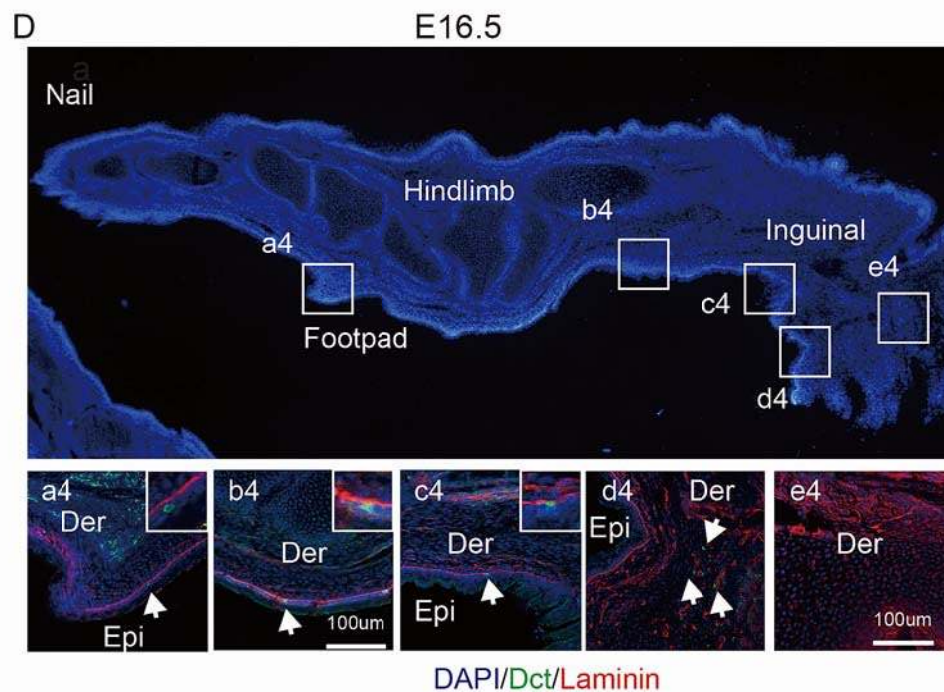 D
E16.5
a
Nail
Hindlimb
b4
a4
Inguinal
e4
c4
Footpad
d4
a4
b4
c4
d4
Der
e4
Der
Epi
Der
Der
Der
Epi
100um
Epi
100um
DAPI/Dct/Laminin